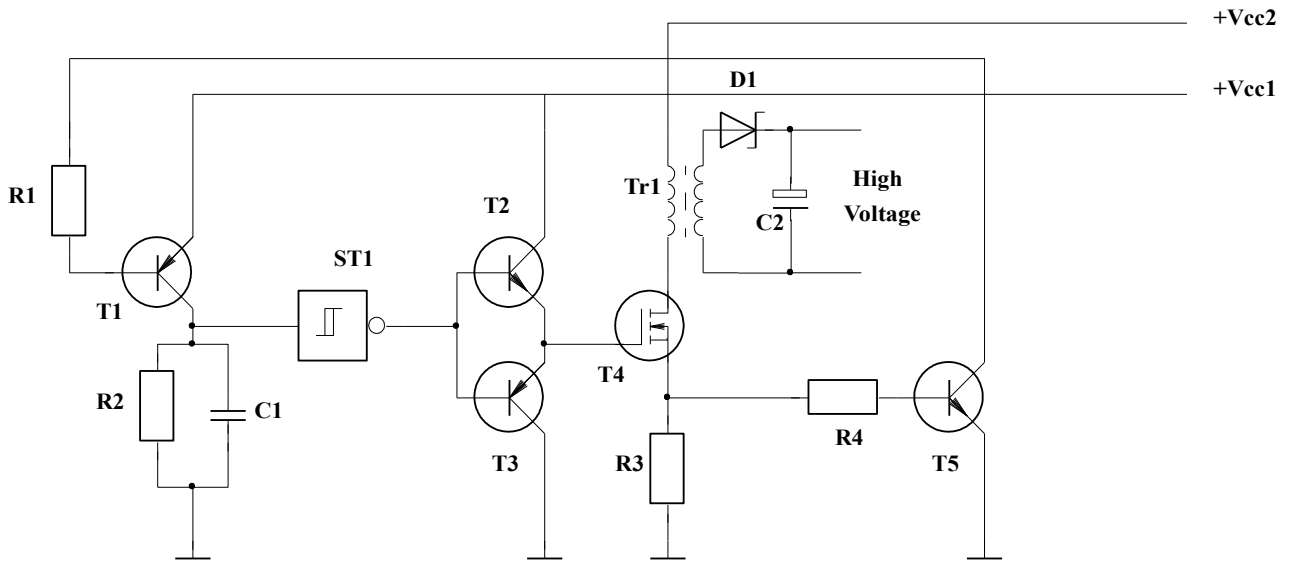 +Vcc2
+Vcc1
D1
R1
Tr1
High
Voltage
C2
T2
ST1
T1
T4
R2
C1
R4
R3
T3
T5